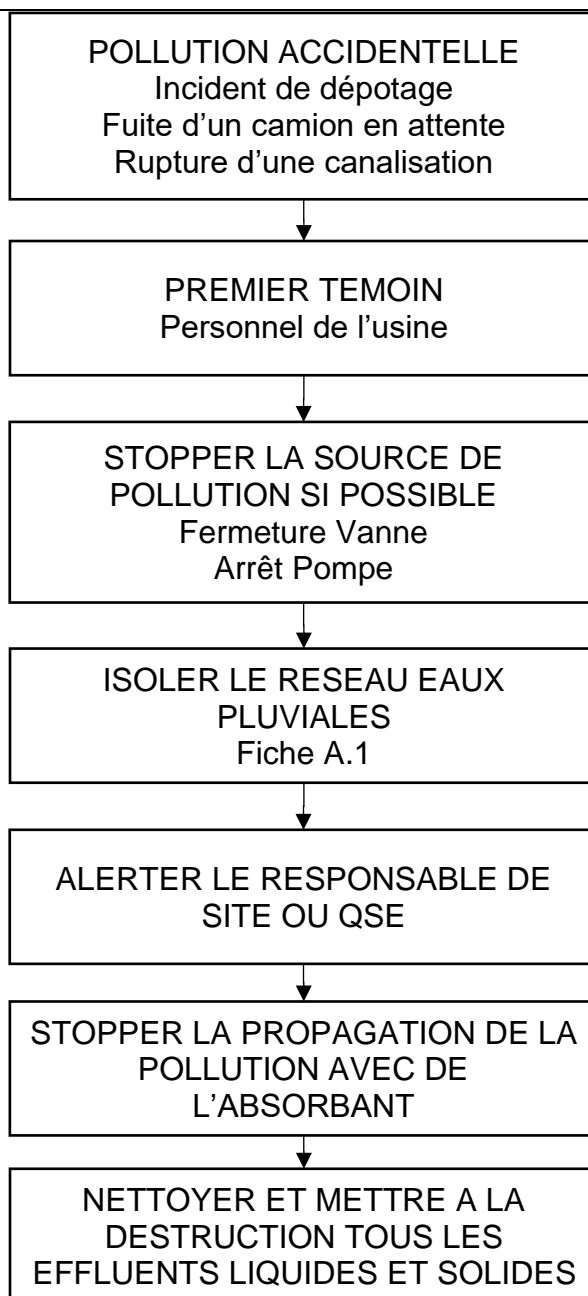 POLLUTION ACCIDENTELLE
Incident de dépotage
Fuite d’un camion en attente
Rupture d’une canalisation
PREMIER TEMOIN
Personnel de l’usine
STOPPER LA SOURCE DE
POLLUTION SI POSSIBLE
Fermeture Vanne
Arrêt Pompe
ISOLER LE RESEAU EAUX
PLUVIALES
Fiche A.1
ALERTER LE RESPONSABLE DE
SITE OU QSE
STOPPER LA PROPAGATION DE LA
POLLUTION AVEC DE
L’ABSORBANT
NETTOYER ET METTRE A LA
DESTRUCTION TOUS LES
EFFLUENTS LIQUIDES ET SOLIDES